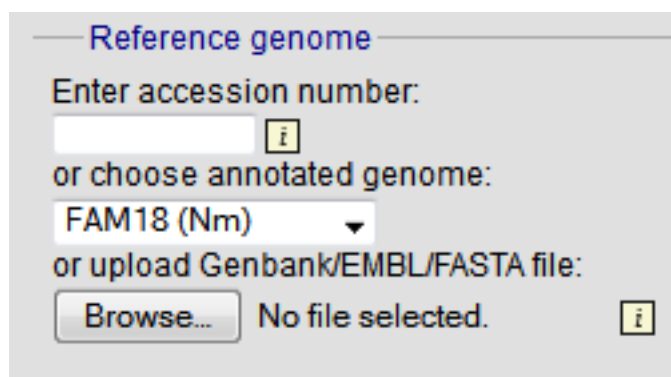 Reference genome
Enter accession number:
i
or choose annotated genome:
FAM18 (Nm)
or upload Genbank/EMBL/FASTA file:
Browse... No file selected. i